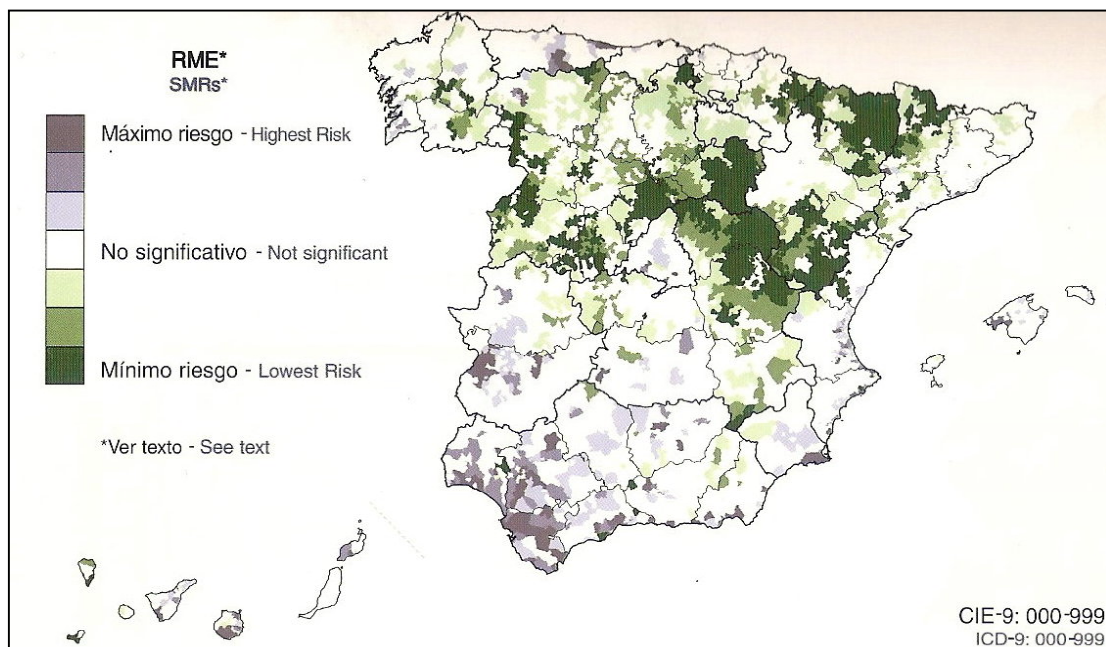 RME*
SMRs*
Máximo riesgo - Highest Risk
No significativo - Not significant
Mínimo riesgo - Lowest Risk
*Ver texto - See text
CIE-9: 000-999
ICD-9: 000-999